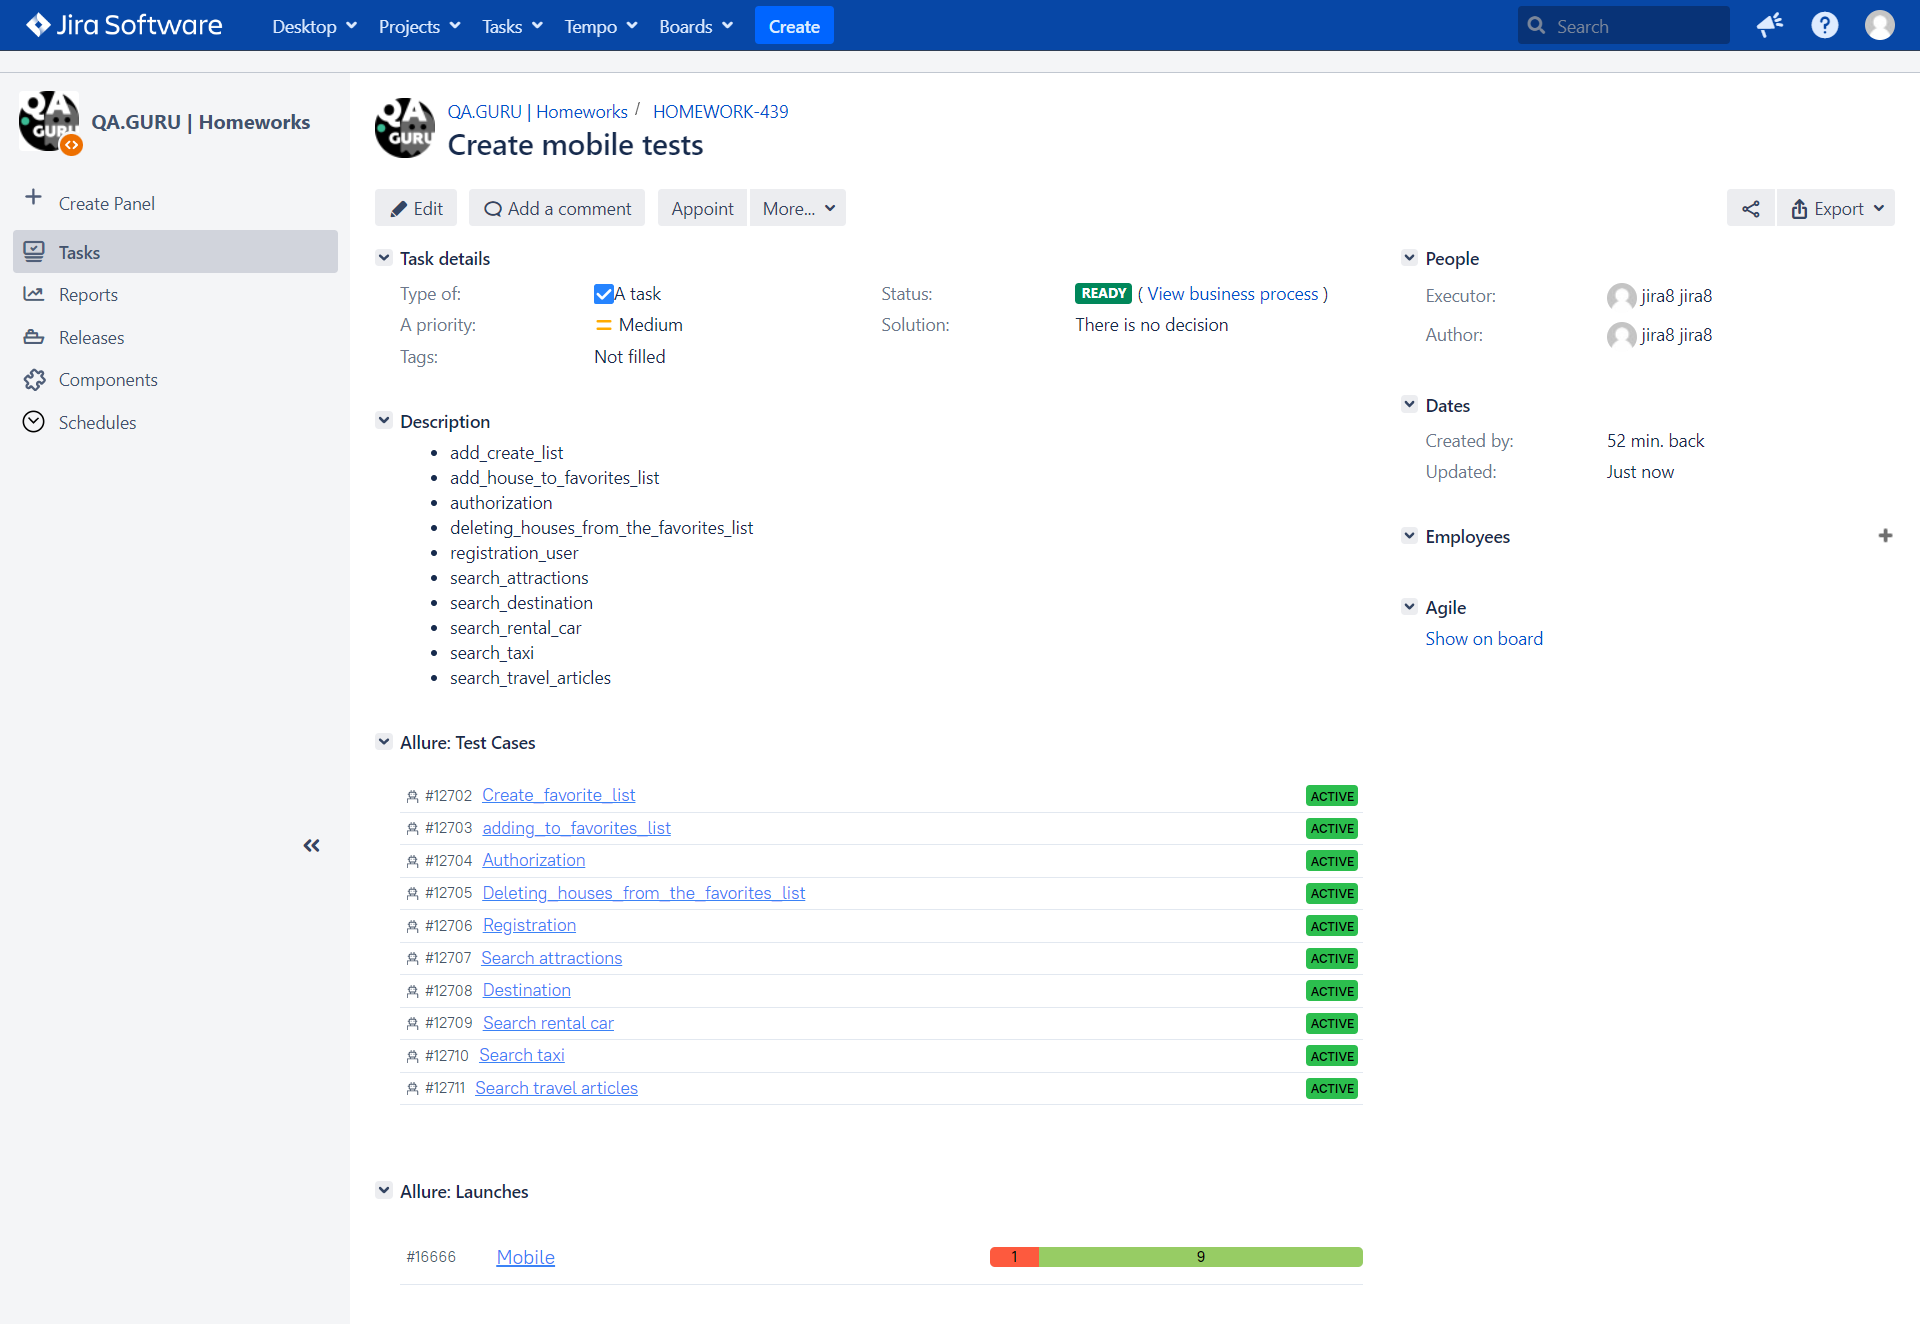 Jira Software Desktop Projects Tasks Tempo Boards Create Search
QA GURU
QA.GURU | Homeworks
Create Panel
Tasks
Reports
Releases
Components
Schedules
QA GURU
QA.GURU | Homeworks / HOMEWORK-439
Create mobile tests
Edit Add a comment Appoint More... Export
Task details
Type of: A task Status: READY ( View business process )
A priority: Medium Solution: There is no decision
Tags: Not filled
Description
add_create_list
add_house_to_favorites_list
authorization
deleting_houses_from_the_favorites_list
registration_user
search_attractions
search_destination
search_rental_car
search_taxi
search_travel_articles
Allure: Test Cases
#12702 Create_favorite_list ACTIVE
#12703 adding_to_favorites_list ACTIVE
#12704 Authorization ACTIVE
#12705 Deleting_houses_from_the_favorites_list ACTIVE
#12706 Registration ACTIVE
#12707 Search attractions ACTIVE
#12708 Destination ACTIVE
#12709 Search rental car ACTIVE
#12710 Search taxi ACTIVE
#12711 Search travel articles ACTIVE
Allure: Launches
#16666 Mobile 1 9
People
Executor: jira8 jira8
Author: jira8 jira8
Dates
Created by: 52 min. back
Updated: Just now
Employees
Agile
Show on board